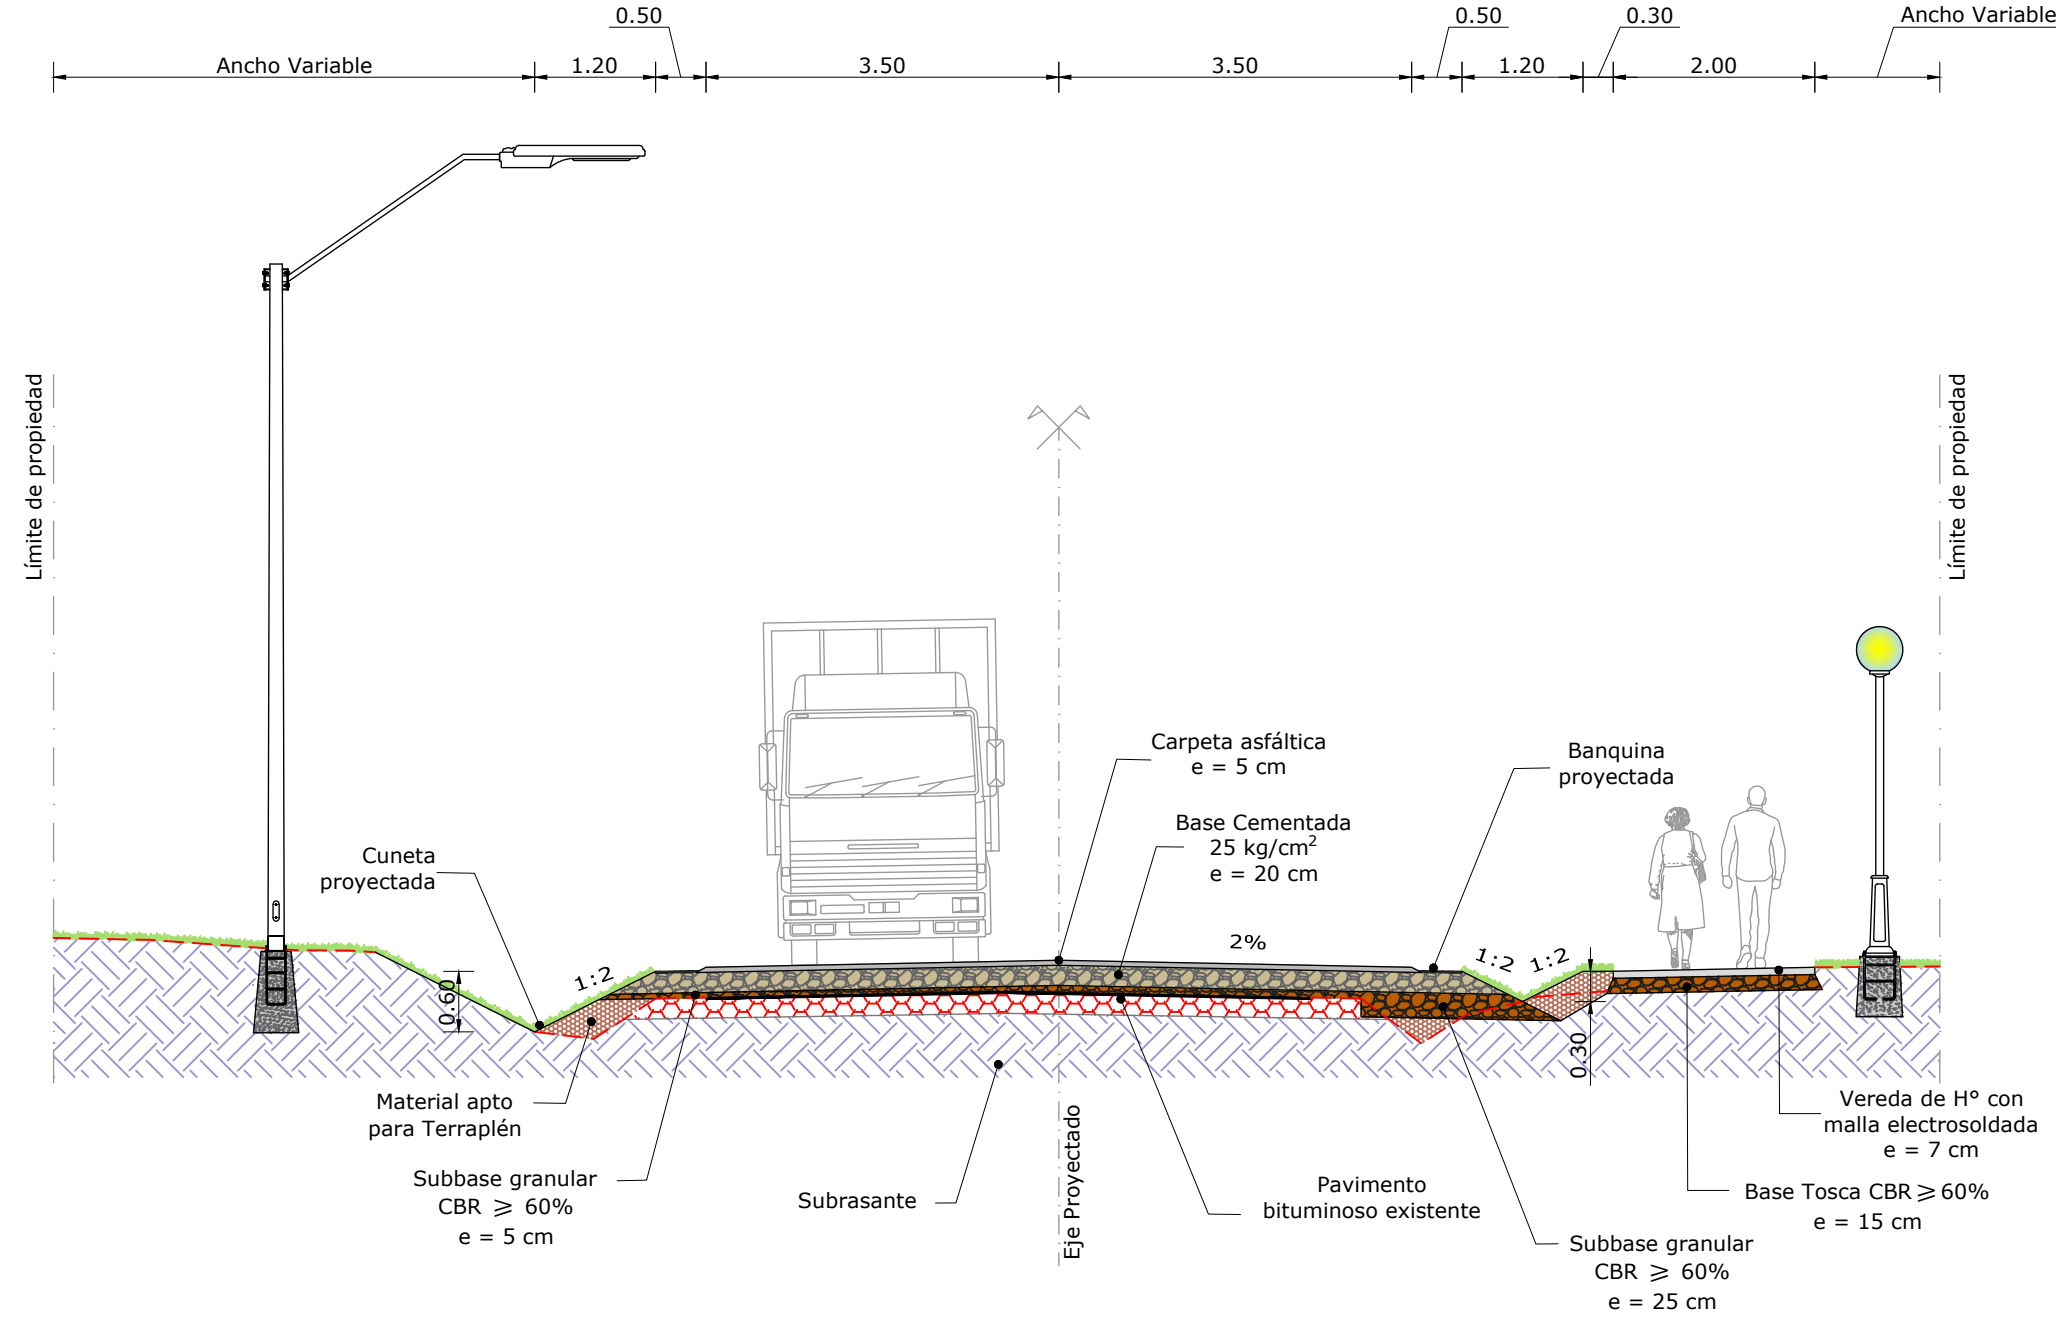 0.50
0.50
0.30
Ancho Variable
Ancho Variable
1.20
3.50
3.50
1.20
2.00
Límite de propiedad
Límite de propiedad
Carpeta asfáltica
e = 5 cm
Banquina
proyectada
Base Cementada
25 kg/cm²
e = 20 cm
Cuneta
proyectada
2%
1:2
1:2
1:2
0.60
0.30
Material apto
para Terraplén
Subbase granular
CBR ⩾ 60%
e = 5 cm
Subrasante
Eje Proyectado
Pavimento
bituminoso existente
Vereda de H° con
malla electrosoldada
e = 7 cm
Base Tosca CBR ⩾ 60%
e = 15 cm
Subbase granular
CBR ⩾ 60%
e = 25 cm